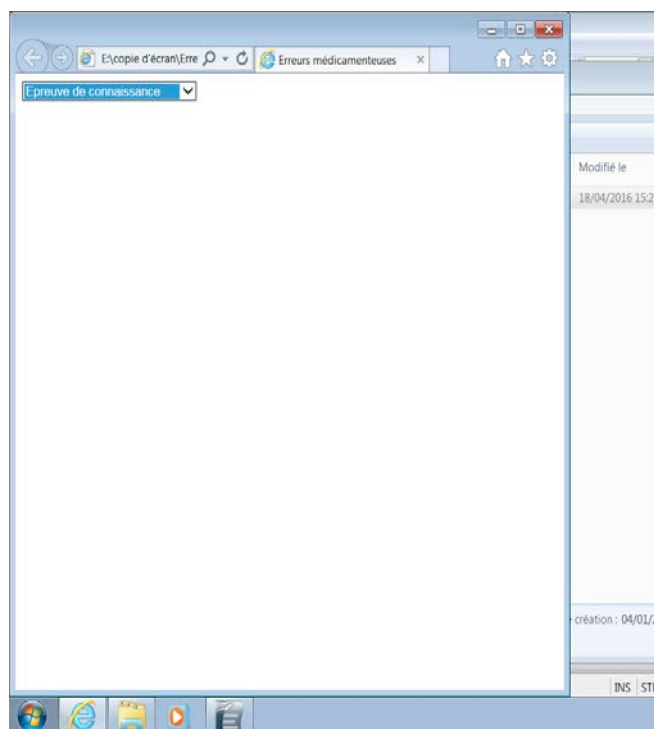 E:\copie d'écran\Erre
Erreurs médicamenteuses
Epreuve de connaissance
Modifié le
18/04/2016 15:2
création : 04/01/
INS